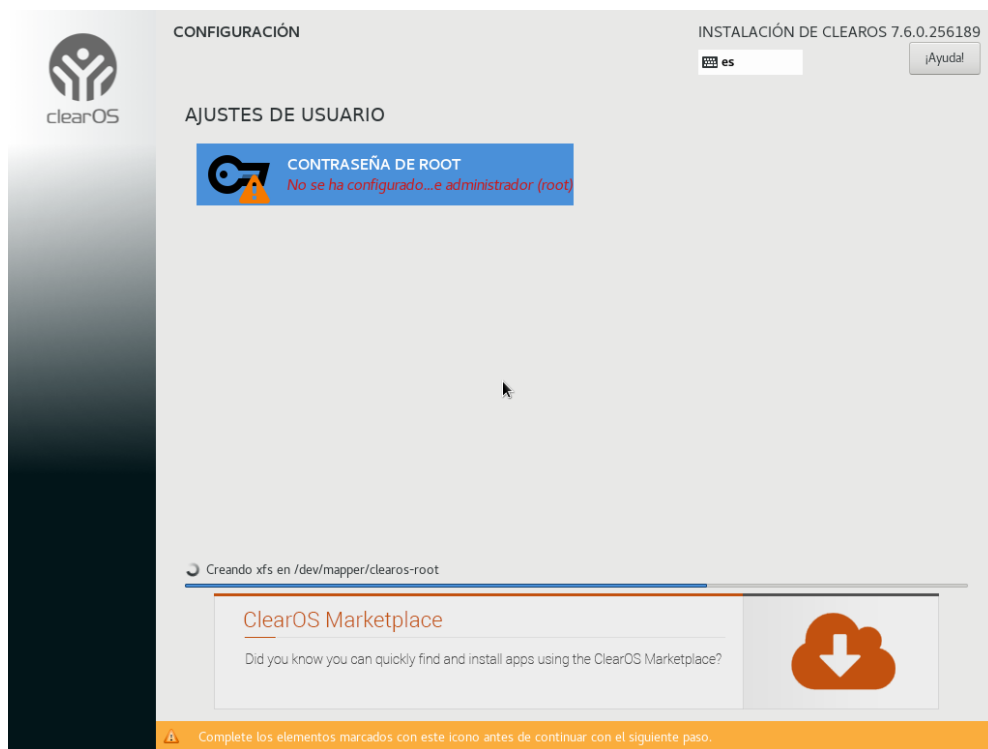 clearOS
CONFIGURACIÓN
INSTALACIÓN DE CLEAROS 7.6.0.256189
es
¡Ayuda!
AJUSTES DE USUARIO
CONTRASEÑA DE ROOT
No se ha configurado...e administrador (root)
Creando xfs en /dev/mapper/clearos-root
ClearOS Marketplace
Did you know you can quickly find and install apps using the ClearOS Marketplace?
Complete los elementos marcados con este icono antes de continuar con el siguiente paso.